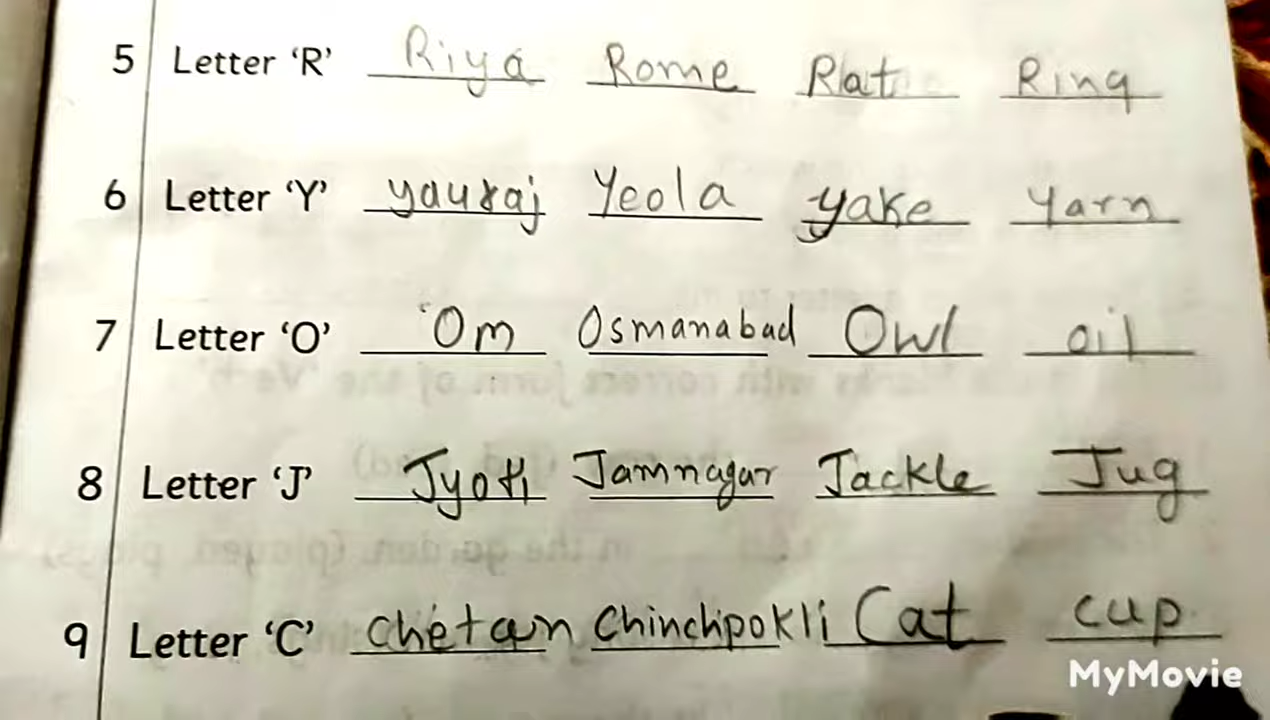 5 Letter 'R' Riya Rome Rat Ring
6 Letter 'Y' yauraj Yeola yake Yarn
7 Letter 'O' Om Osmanabad Owl oil
8 Letter 'J' Jyoti Jamnagar Jackle Jug
9 Letter 'C' Chetan Chinchpokli Cat cup
MyMovie